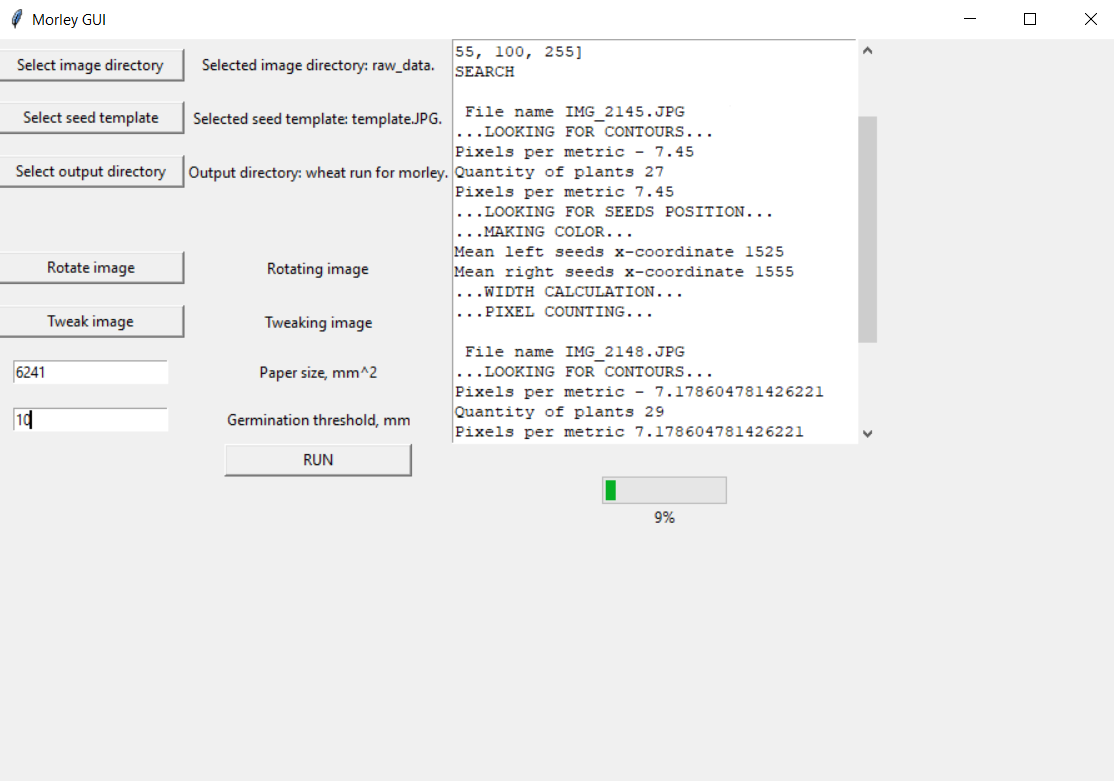 Morley GUI
Select image directory
Selected image directory: raw_data.
Select seed template
Selected seed template: template.JPG.
Select output directory
Output directory: wheat run for morley.
Rotate image
Rotating image
Tweak image
Tweaking image
6241
Paper size, mm^2
10
Germination threshold, mm
RUN
55, 100, 255]
SEARCH
File name IMG_2145.JPG
...LOOKING FOR CONTOURS...
Pixels per metric - 7.45
Quantity of plants 27
Pixels per metric 7.45
...LOOKING FOR SEEDS POSITION...
...MAKING COLOR...
Mean left seeds x-coordinate 1525
Mean right seeds x-coordinate 1555
...WIDTH CALCULATION...
...PIXEL COUNTING...
File name IMG_2148.JPG
...LOOKING FOR CONTOURS...
Pixels per metric - 7.178604781426221
Quantity of plants 29
Pixels per metric 7.178604781426221
9%